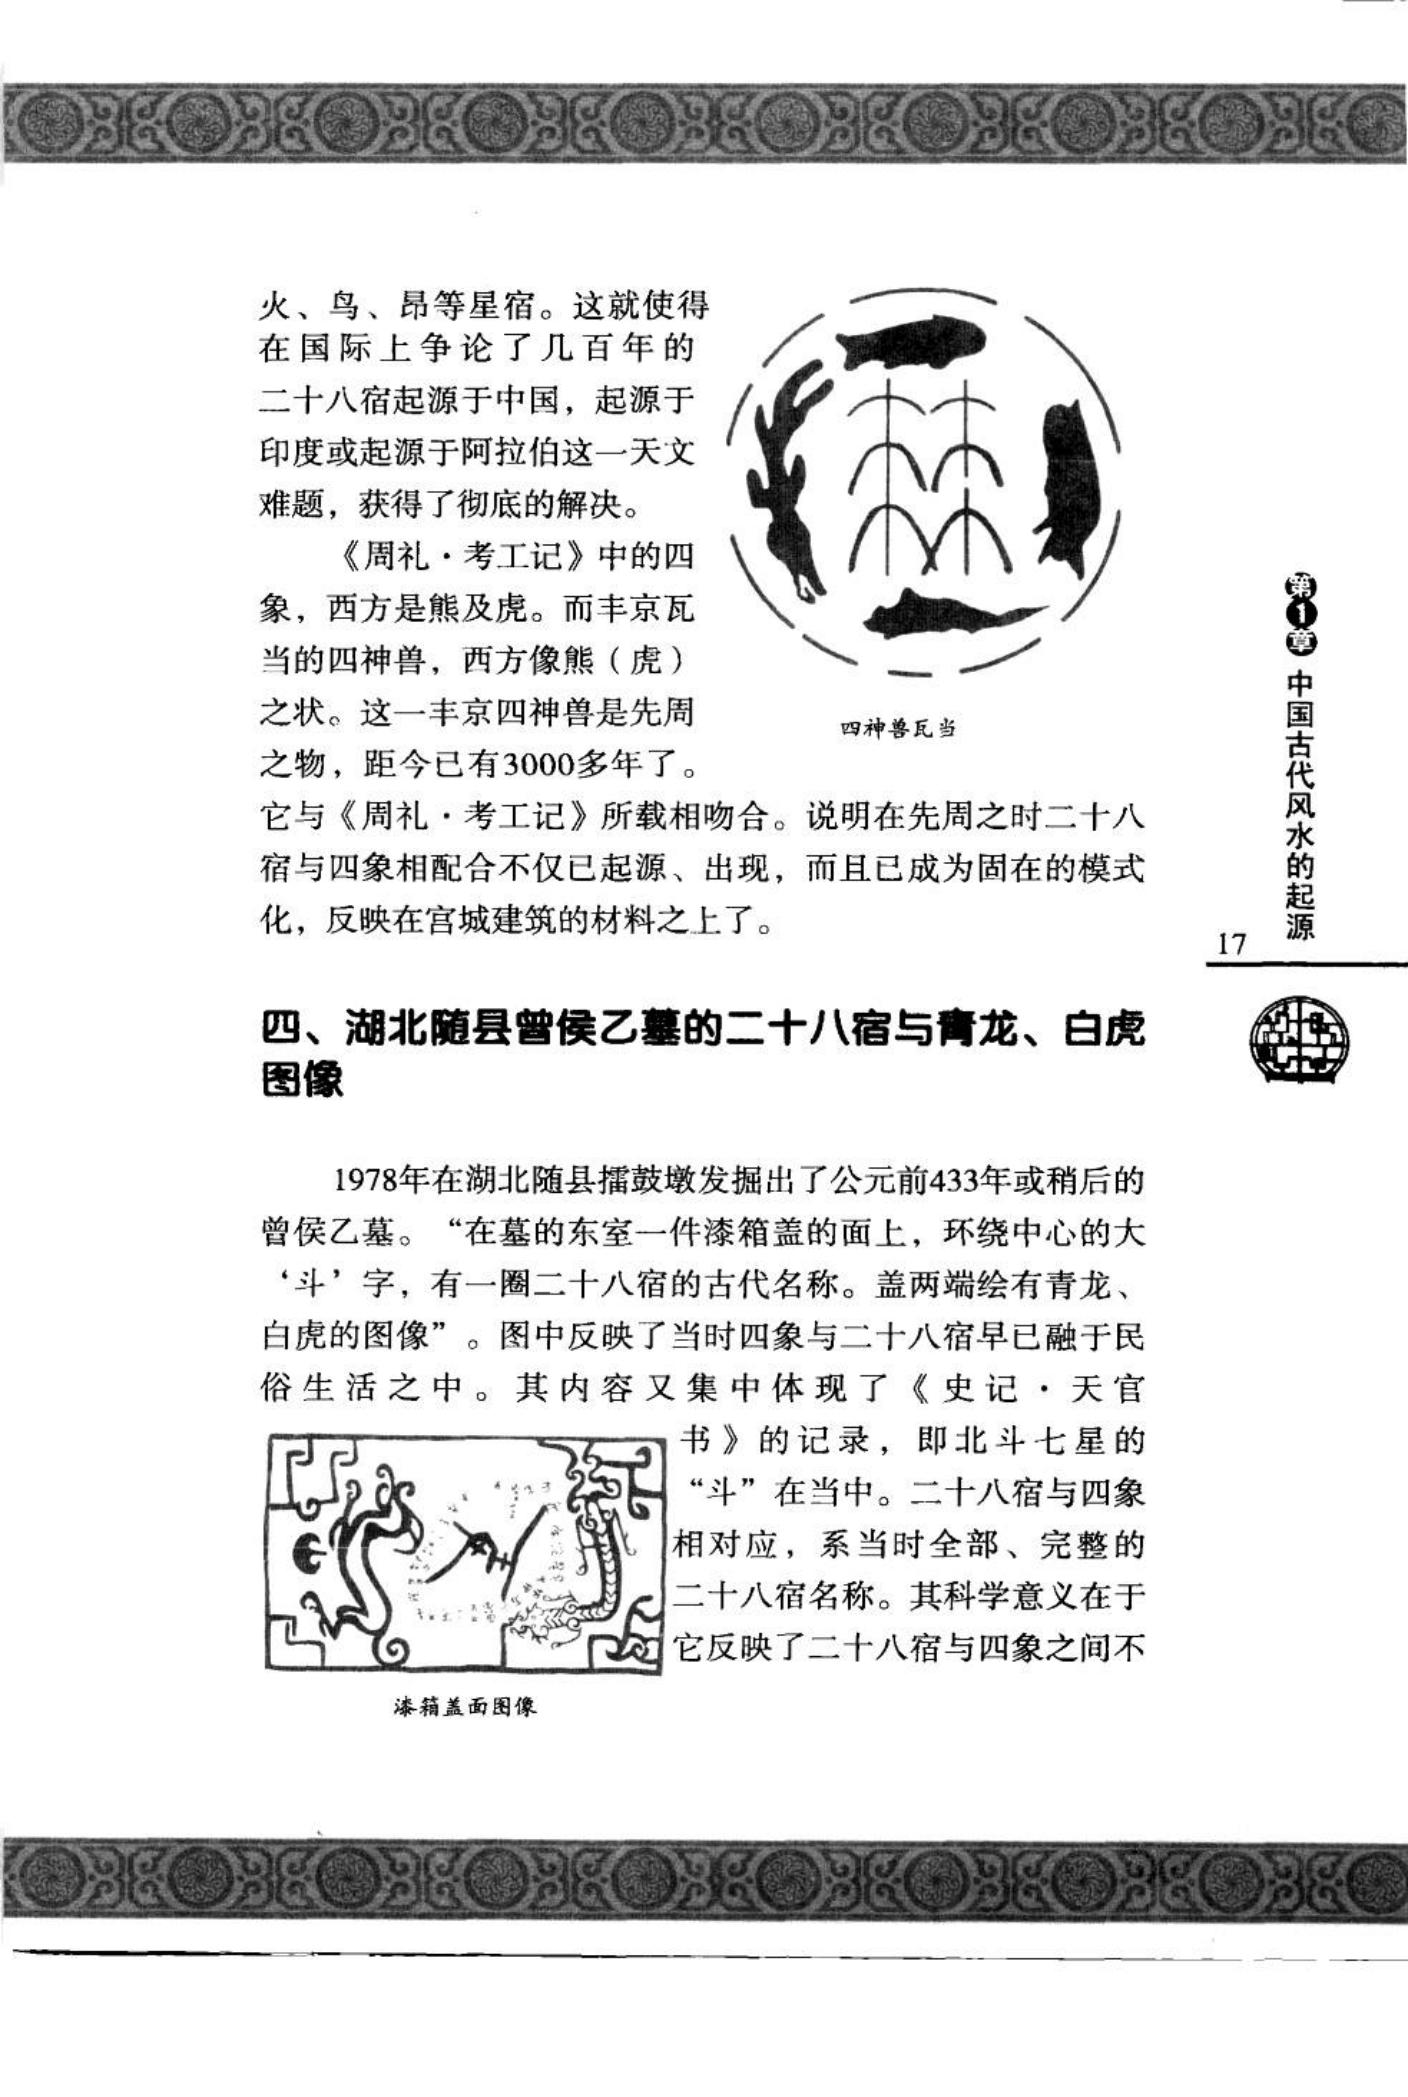 火、鸟、昂等星宿。这就使得
在国际上争论了几百年的
二十八宿起源于中国，起源于
印度或起源于阿拉伯这一天文
难题，获得了彻底的解决。
《周礼·考工记》中的四
象，西方是熊及虎。而丰京瓦
当的四神兽，西方像熊（虎）
之状。这一丰京四神兽是先周
之物，距今已有3000多年了。
四神兽瓦当
它与《周礼·考工记》所载相吻合。说明在先周之时二十八
宿与四象相配合不仅已起源、出现，而且已成为固在的模式
化，反映在宫城建筑的材料之上了。
四、湖北随县曾侯乙墓的二十八宿与青龙、白虎
图像
1978年在湖北随县擂鼓墩发掘出了公元前433年或稍后的
曾侯乙墓。“在墓的东室一件漆箱盖的面上，环绕中心的大
‘斗’字，有一圈二十八宿的古代名称。盖两端绘有青龙、
白虎的图像”。图中反映了当时四象与二十八宿早已融于民
俗生活之中。其内容又集中体现了《史记·天官
书》的记录，即北斗七星的
“斗”在当中。二十八宿与四象
相对应，系当时全部、完整的
二十八宿名称。其科学意义在于
它反映了二十八宿与四象之间不
漆箱盖面图像
第1章 中国古代风水的起源
17